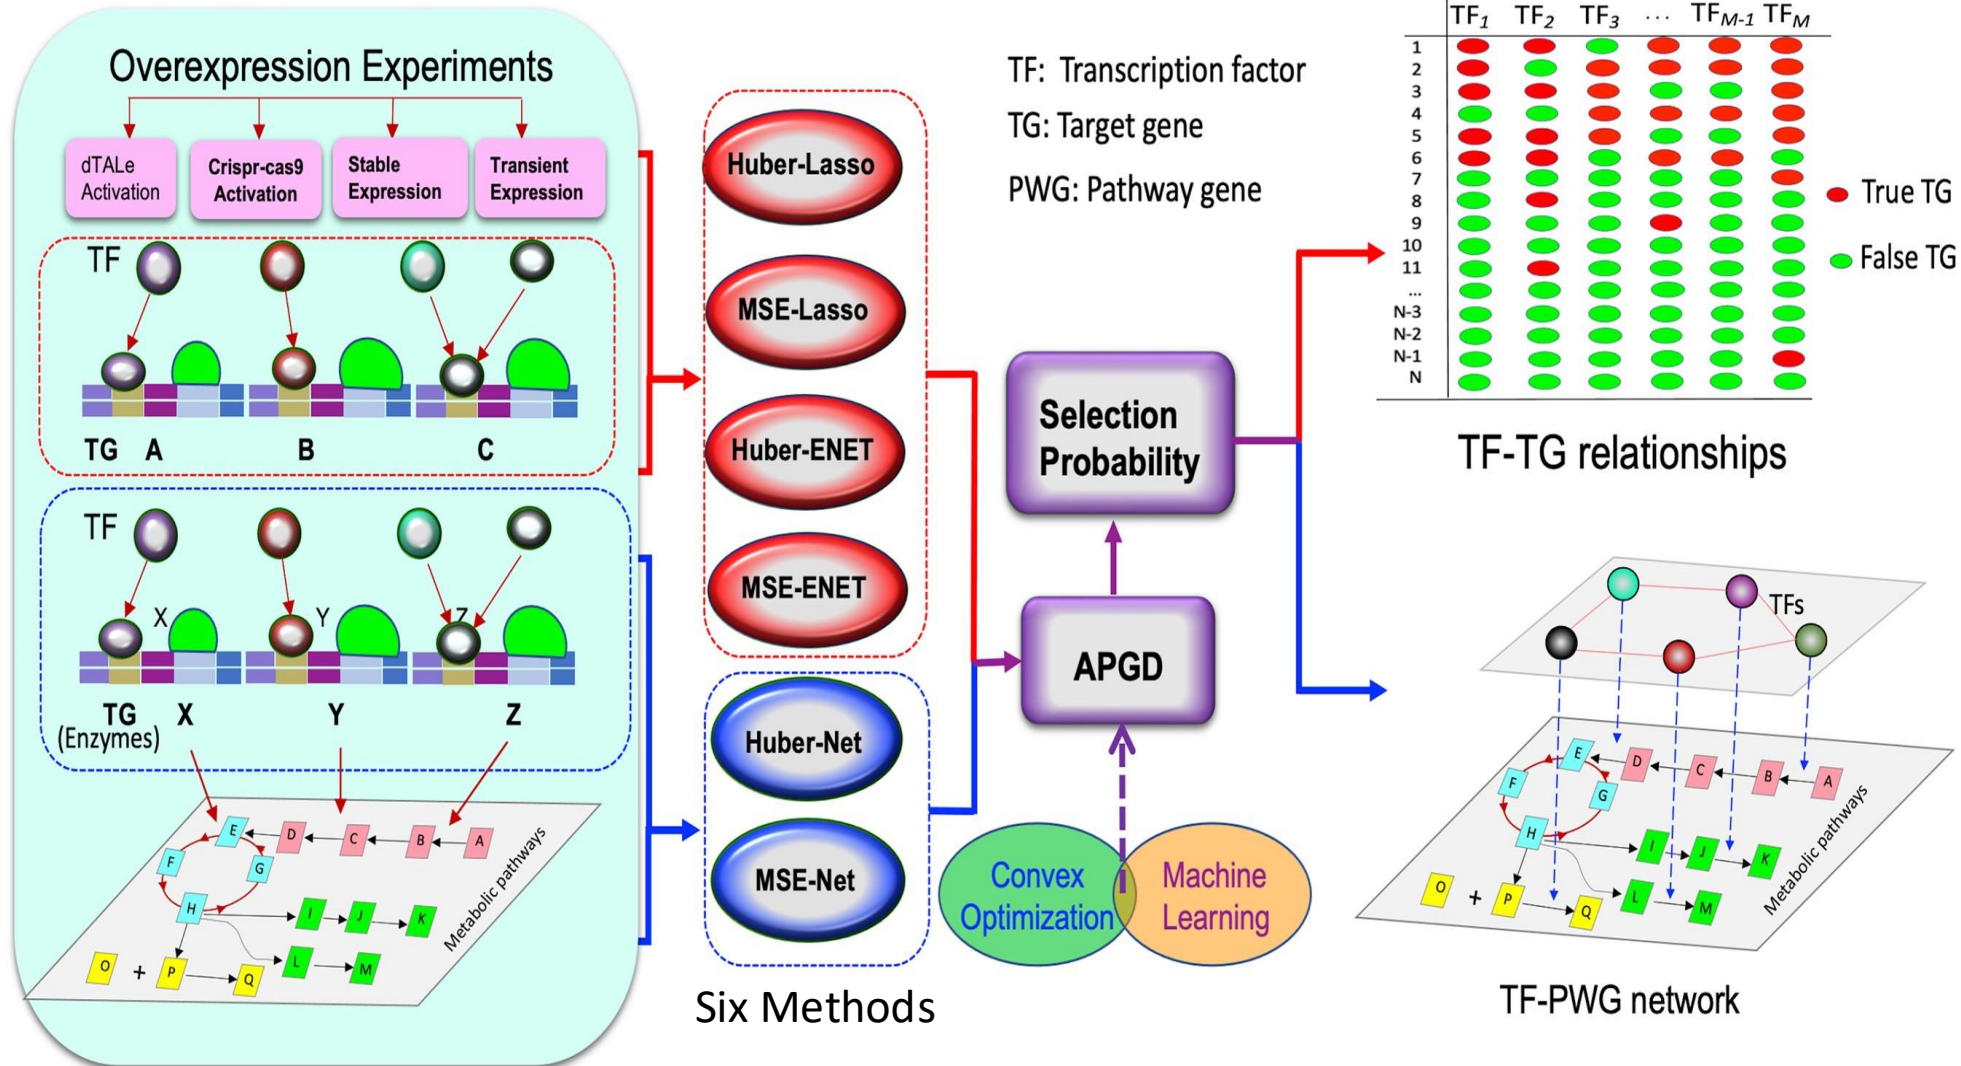 Overexpression Experiments
dTALe
Activation
Crispr-cas9
Activation
Stable
Expression
Transient
Expression
TF
TG A B C
TF
X Y Z
TG X Y Z
(Enzymes)
E D C B A
F G
H I J K
L M
O + P Q
Metabolic pathways
Huber-Lasso
MSE-Lasso
Huber-ENET
MSE-ENET
Huber-Net
MSE-Net
Six Methods
TF: Transcription factor
TG: Target gene
PWG: Pathway gene
Selection
Probability
APGD
Convex
Optimization
Machine
Learning
TF1 TF2 TF3 ... TFM-1 TFM
1
2
3
4
5
6
7
8
9
10
11
...
N-3
N-2
N-1
N
True TG
False TG
TF-TG relationships
TFs
E D C B A
F G
H I J K
L M
O + P Q
Metabolic pathways
TF-PWG network